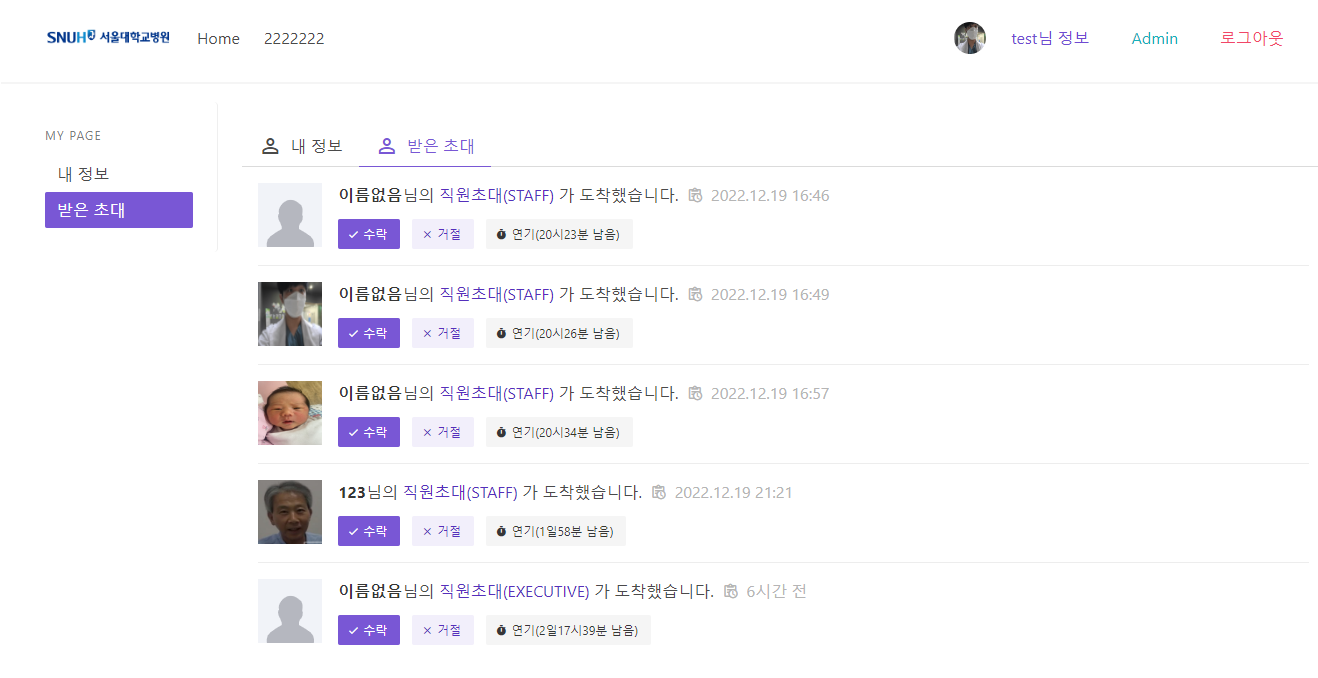 SNUH 서울대학교병원 Home 2222222 test님 정보 Admin 로그아웃
MY PAGE
내 정보
받은 초대
내 정보 받은 초대
이름없음님의 직원초대(STAFF) 가 도착했습니다. 2022.12.19 16:46
수락 거절 연기(20시23분 남음)
이름없음님의 직원초대(STAFF) 가 도착했습니다. 2022.12.19 16:49
수락 거절 연기(20시26분 남음)
이름없음님의 직원초대(STAFF) 가 도착했습니다. 2022.12.19 16:57
수락 거절 연기(20시34분 남음)
123님의 직원초대(STAFF) 가 도착했습니다. 2022.12.19 21:21
수락 거절 연기(1일58분 남음)
이름없음님의 직원초대(EXECUTIVE) 가 도착했습니다. 6시간 전
수락 거절 연기(2일17시39분 남음)